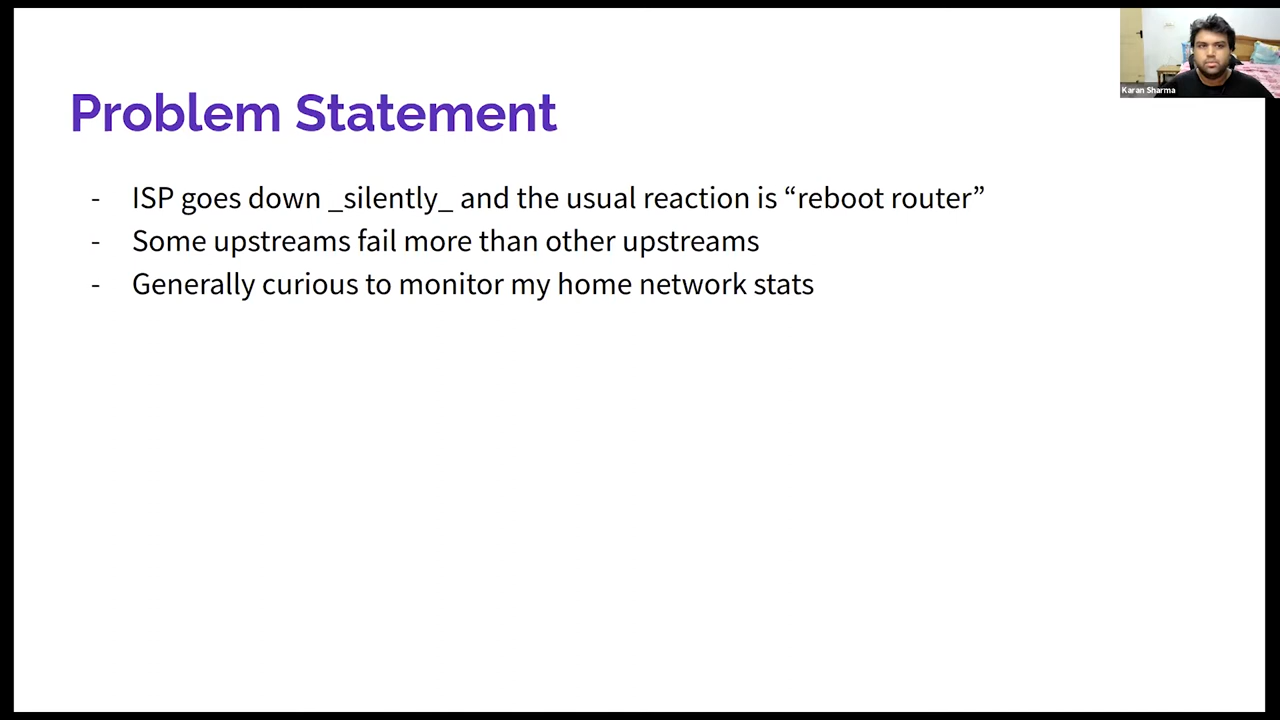 Problem Statement
- ISP goes down _silently_ and the usual reaction is “reboot router”
- Some upstreams fail more than other upstreams
- Generally curious to monitor my home network stats
Karan Sharma